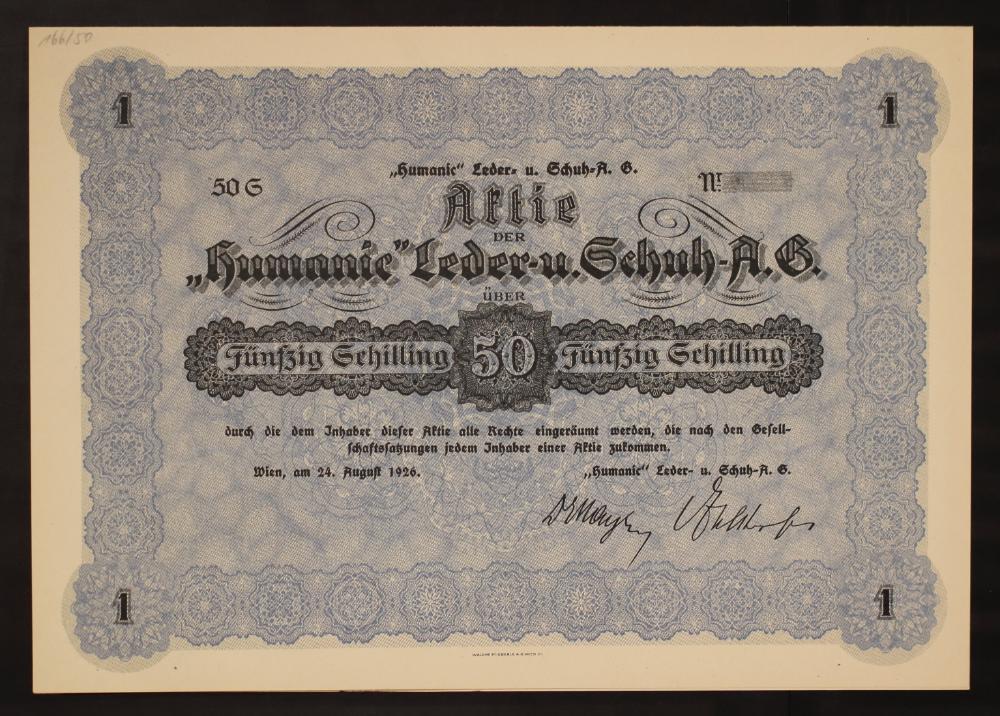 166/50
1 1
„Humanic“ Leder- u. Schuh-A. G.
50 S Nr.
Aktie
DER
„Humanic“ Leder-u. Schuh-A. G.
ÜBER
Fünfzig Schilling 50 Fünfzig Schilling
durch die dem Inhaber dieser Aktie alle Rechte eingeräumt werden, die nach den Gesell-
schaftssatzungen jedem Inhaber einer Aktie zukommen.
Wien, am 24. August 1926. „Humanic“ Leder- u. Schuh-A. G.
1 1